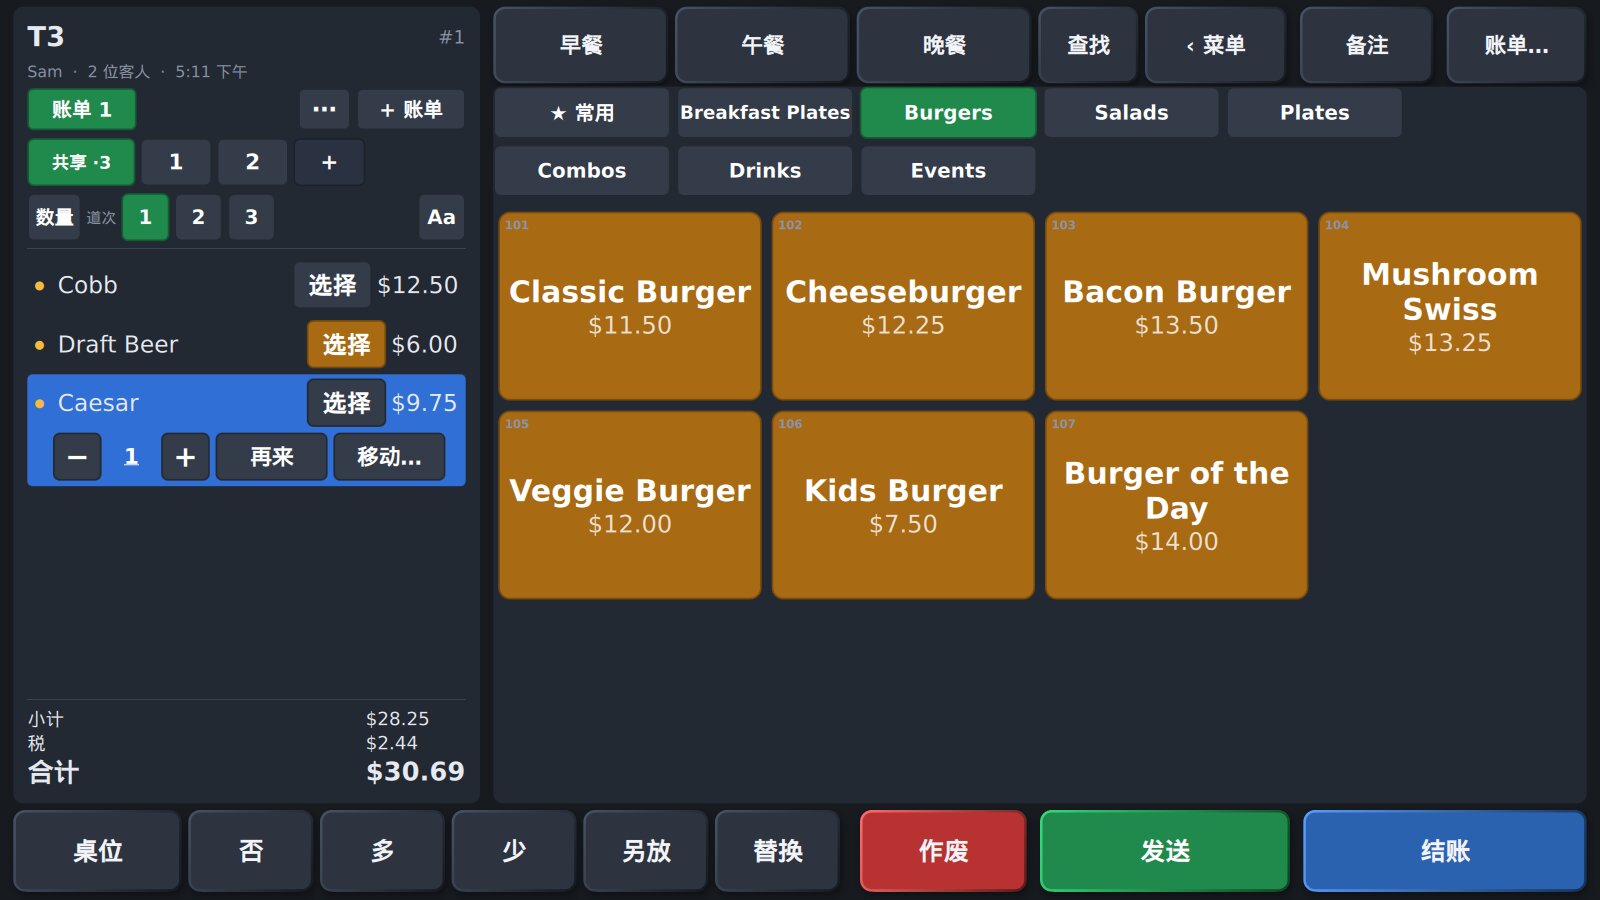 T3
#1
Sam · 2 位客人 · 5:11 下午
账单 1
...
+ 账单
共享 ·3
1
2
+
数量
道次
1
2
3
Aa
Cobb
选择
$12.50
Draft Beer
选择
$6.00
Caesar
选择
$9.75
−
1
+
再来
移动...
小计
$28.25
税
$2.44
合计
$30.69
早餐
午餐
晚餐
查找
‹ 菜单
备注
账单...
★ 常用
Breakfast Plates
Burgers
Salads
Plates
Combos
Drinks
Events
101
Classic Burger
$11.50
102
Cheeseburger
$12.25
103
Bacon Burger
$13.50
104
Mushroom
Swiss
$13.25
105
Veggie Burger
$12.00
106
Kids Burger
$7.50
107
Burger of the
Day
$14.00
桌位
否
多
少
另放
替换
作废
发送
结账